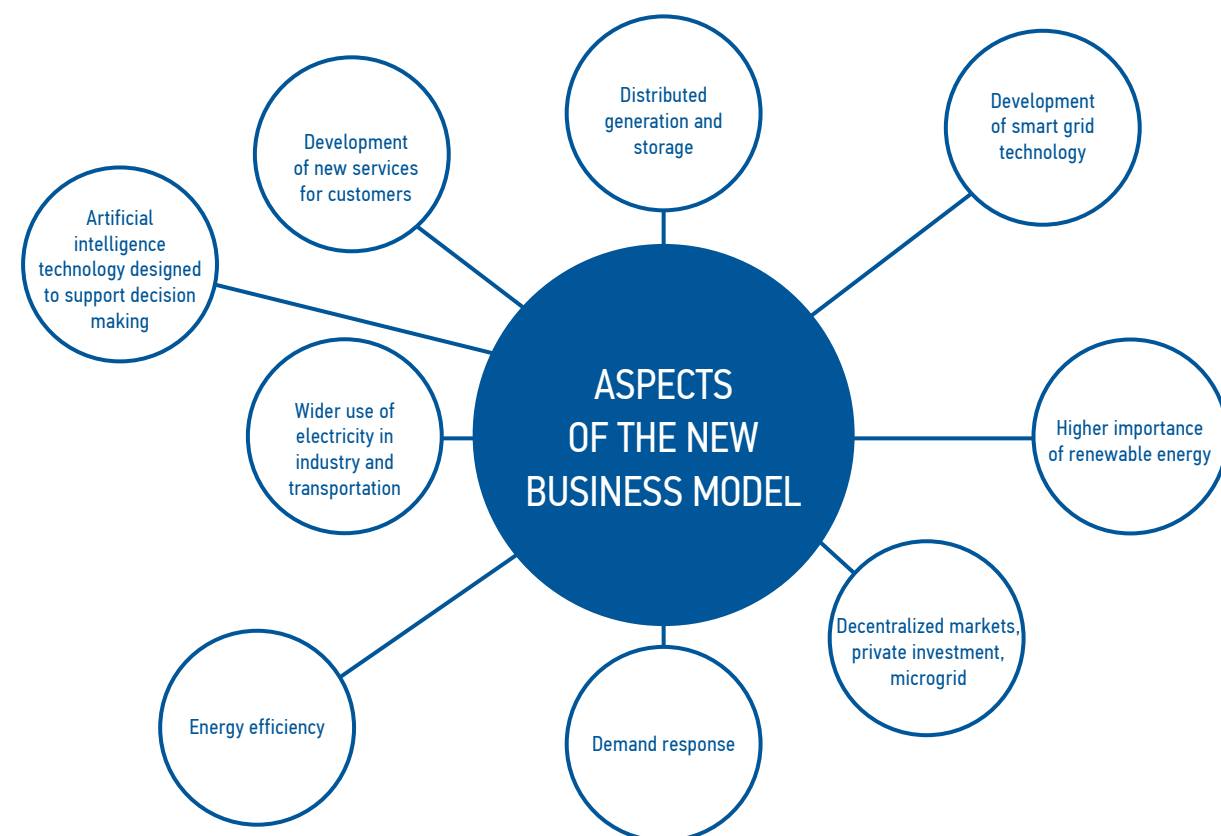 Distributed
generation and
storage
Development
of smart grid
technology
Development
of new services
for customers
Artificial
intelligence
technology designed
to support decision
making
ASPECTS
OF THE NEW
BUSINESS MODEL
Wider use of
electricity in
industry and
transportation
Higher importance
of renewable energy
Decentralized markets,
private investment,
microgrid
Energy efficiency
Demand response